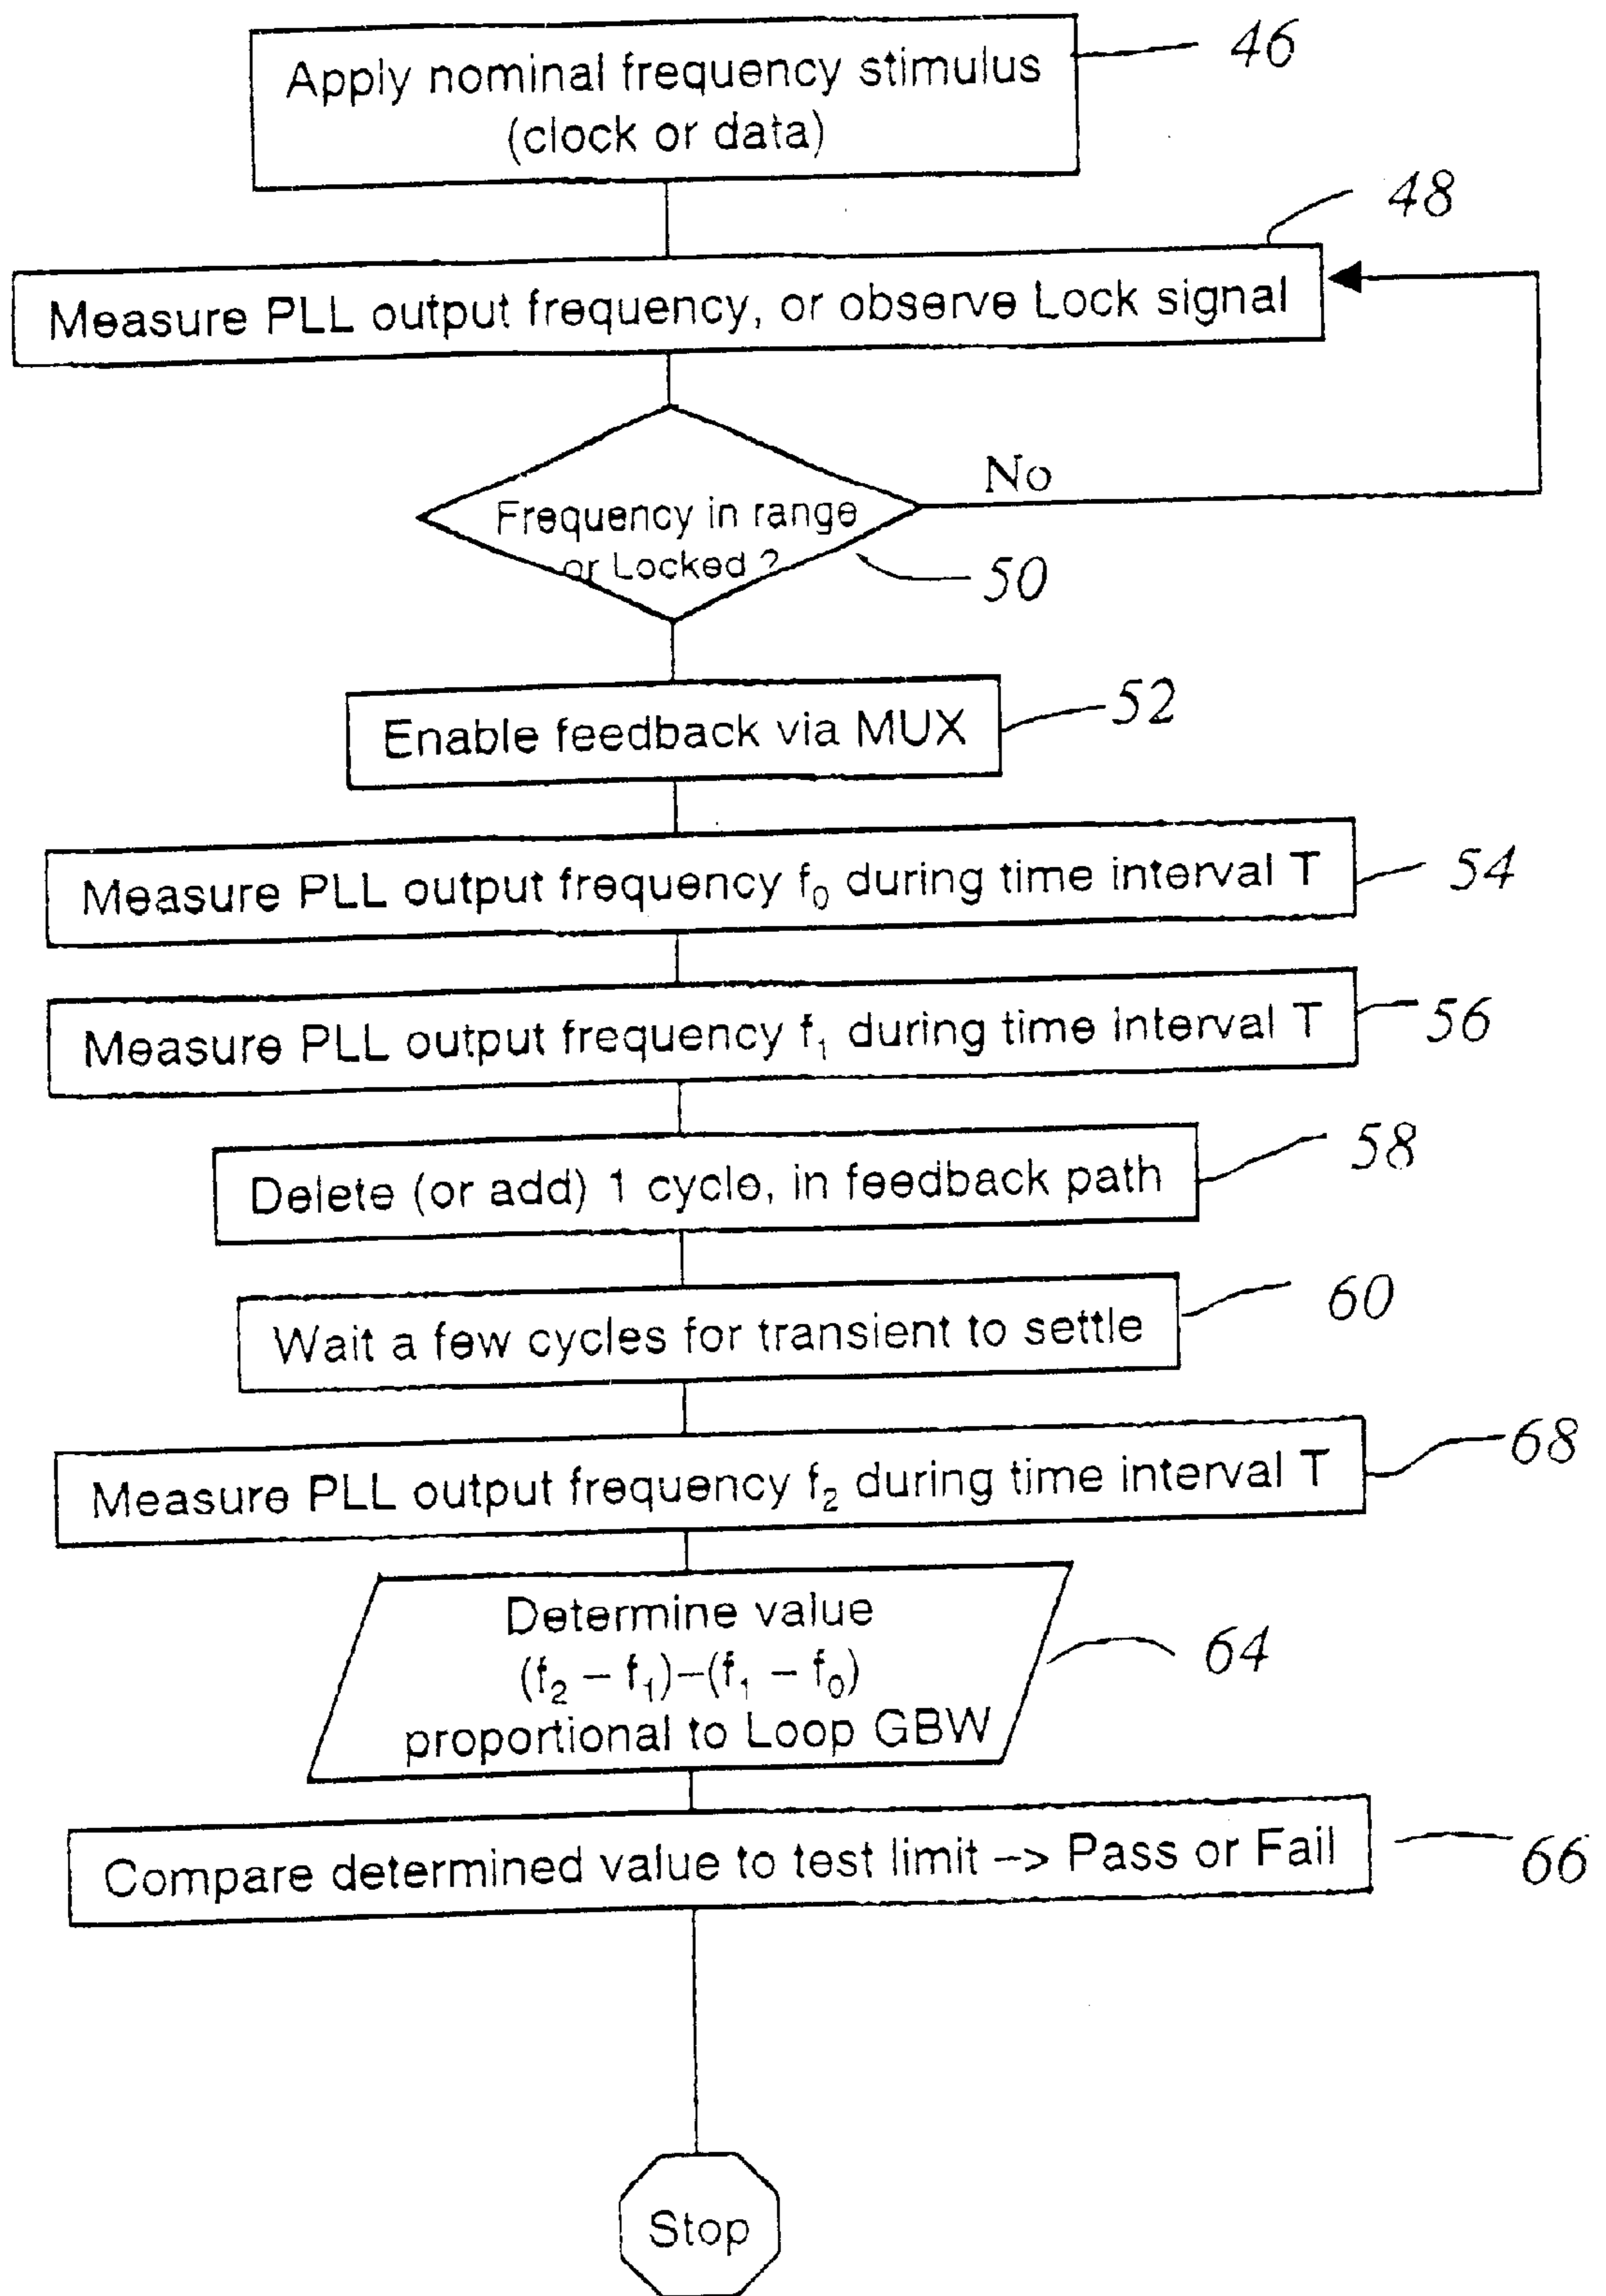 Apply nominal frequency stimulus
(clock or data)
46
48
Measure PLL output frequency, or observe Lock signal
No
Frequency in range
or Locked ?
50
Enable feedback via MUX
52
Measure PLL output frequency f₀ during time interval T
54
Measure PLL output frequency f₁ during time interval T
56
Delete (or add) 1 cycle, in feedback path
58
Wait a few cycles for transient to settle
60
Measure PLL output frequency f₂ during time interval T
68
Determine value
(f₂ – f₁)–(f₁ – f₀)
proportional to Loop GBW
64
Compare determined value to test limit –> Pass or Fail
66
Stop